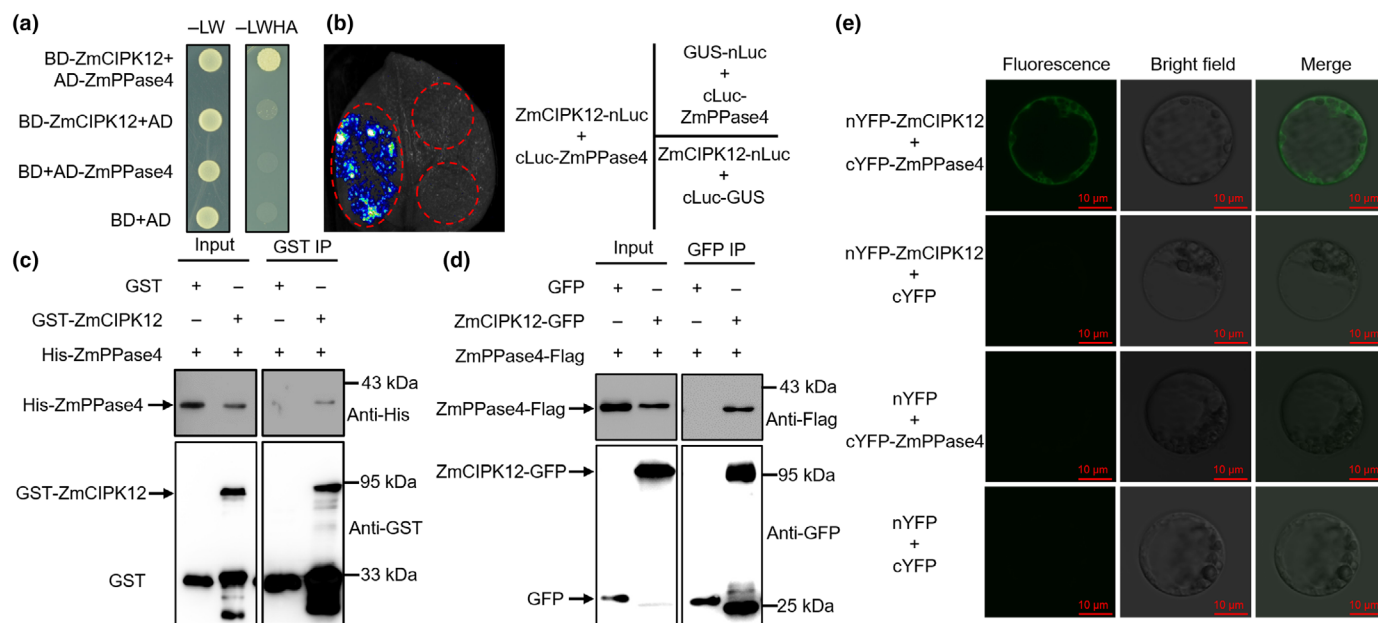 (a)
–LW
–LWHA
BD-ZmCIPK12+
AD-ZmPPase4
BD-ZmCIPK12+AD
BD+AD-ZmPPase4
BD+AD
(b)
ZmCIPK12-nLuc
+
cLuc-ZmPPase4
GUS-nLuc
+
cLuc-
ZmPPase4
ZmCIPK12-nLuc
+
cLuc-GUS
(c)
Input
GST IP
GST + – + –
GST-ZmCIPK12 – + – +
His-ZmPPase4 + + + +
His-ZmPPase4
43 kDa
Anti-His
GST-ZmCIPK12
95 kDa
Anti-GST
GST
33 kDa
(d)
Input
GFP IP
GFP + – + –
ZmCIPK12-GFP – + – +
ZmPPase4-Flag + + + +
ZmPPase4-Flag
43 kDa
Anti-Flag
ZmCIPK12-GFP
95 kDa
Anti-GFP
GFP
25 kDa
(e)
Fluorescence
Bright field
Merge
nYFP-ZmCIPK12
+
cYFP-ZmPPase4
10 µm
10 µm
10 µm
nYFP-ZmCIPK12
+
cYFP
10 µm
10 µm
10 µm
nYFP
+
cYFP-ZmPPase4
10 µm
10 µm
10 µm
nYFP
+
cYFP
10 µm
10 µm
10 µm